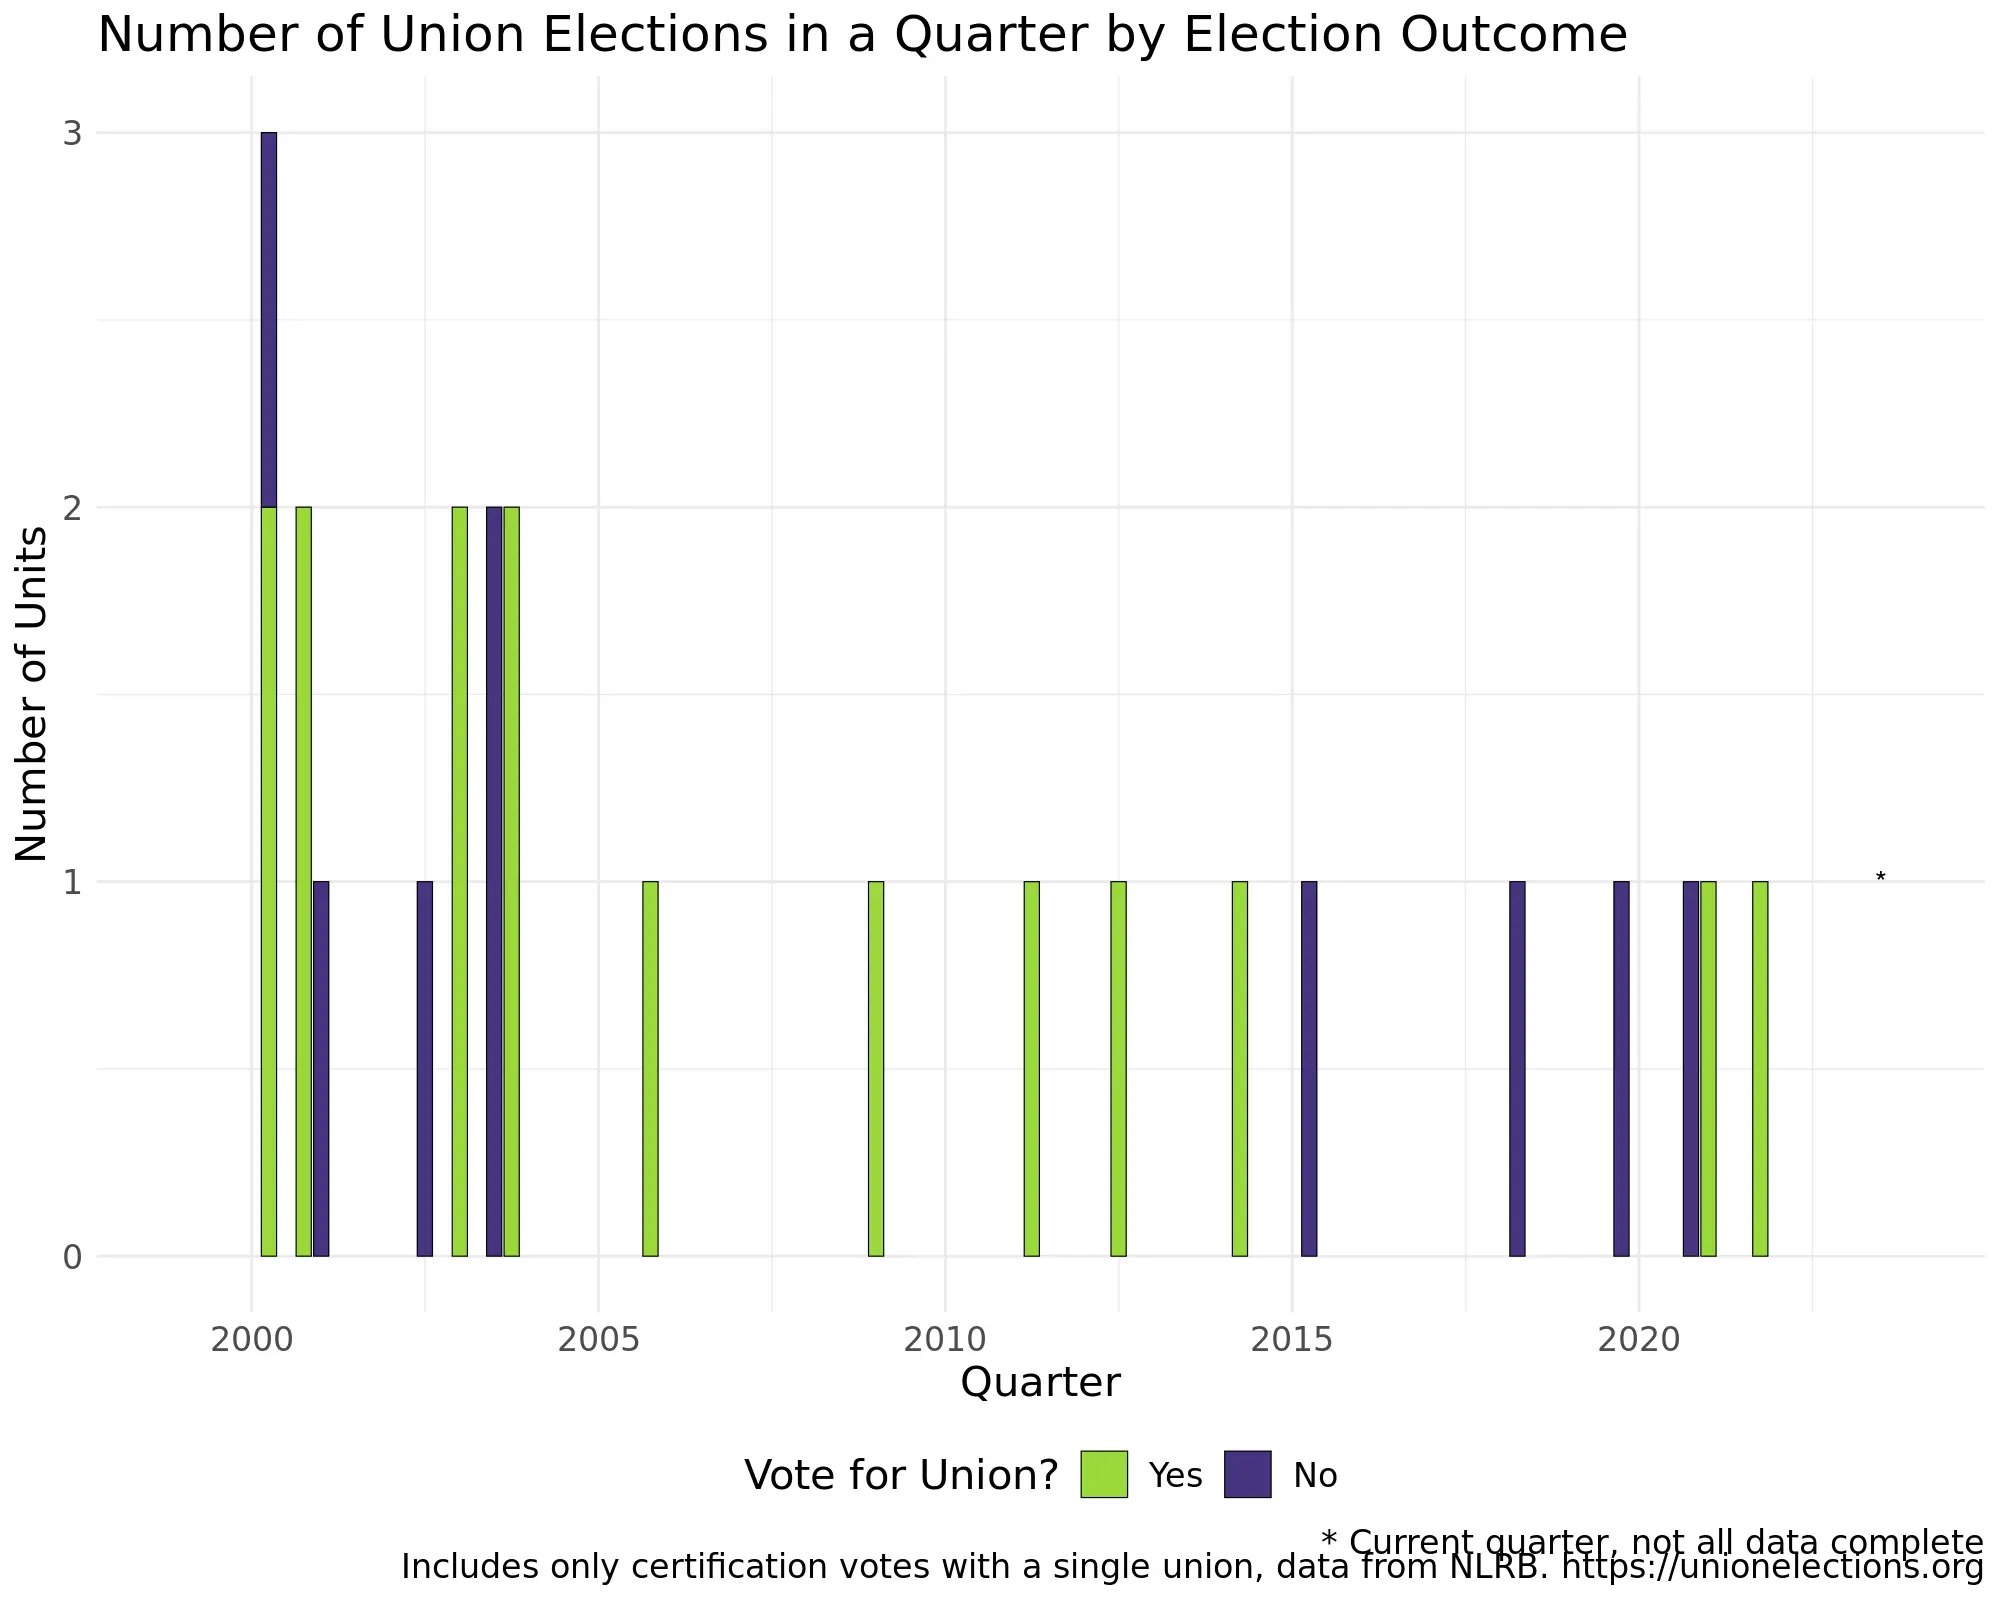 Number of Union Elections in a Quarter by Election Outcome
3
2
1
0
Number of Units
*
2000 2005 2010 2015 2020
Quarter
Vote for Union? Yes No
* Current quarter, not all data complete
Includes only certification votes with a single union, data from NLRB. https://unionelections.org